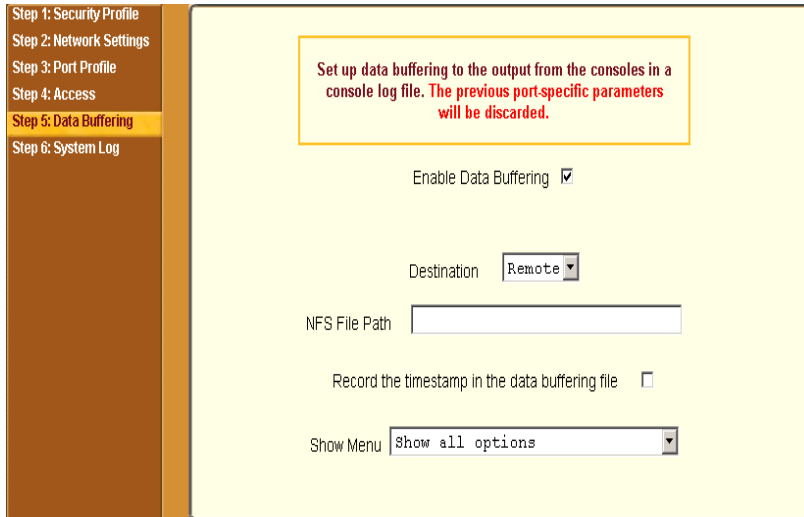 Step 1: Security Profile
Step 2: Network Settings
Step 3: Port Profile
Step 4: Access
Step 5: Data Buffering
Step 6: System Log
Set up data buffering to the output from the consoles in a
console log file. The previous port-specific parameters
will be discarded.
Enable Data Buffering
Destination Remote
NFS File Path
Record the timestamp in the data buffering file
Show Menu Show all options